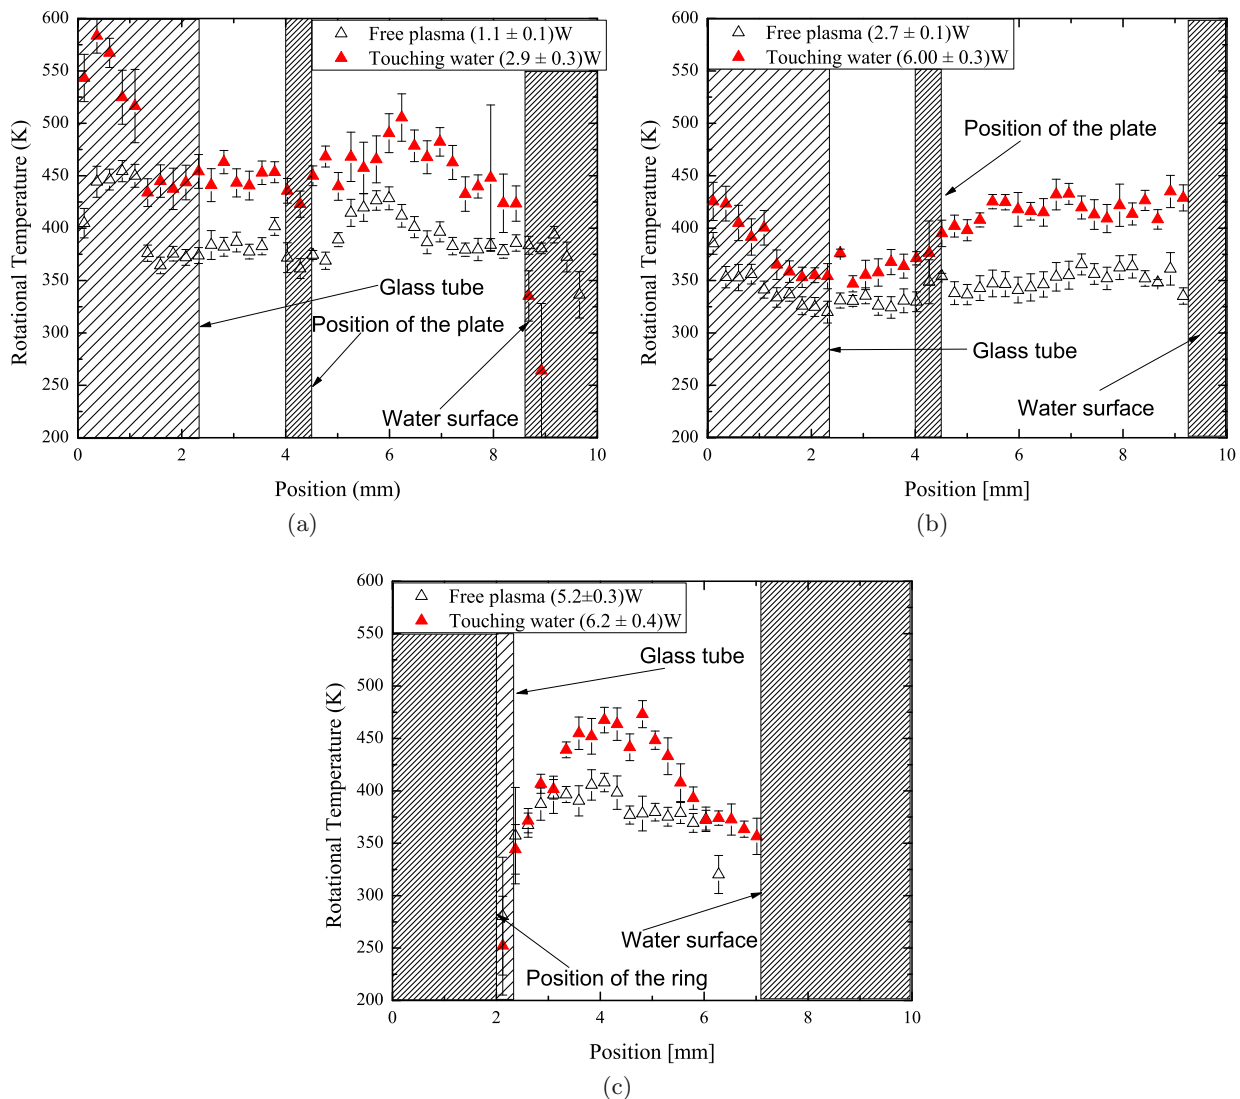 Free plasma (1.1 ± 0.1)W
Touching water (2.9 ± 0.3)W
Rotational Temperature (K)
600
550
500
450
400
350
300
250
200
Glass tube
Position of the plate
Water surface
0 2 4 6 8 10
Position (mm)
(a)
Free plasma (2.7 ± 0.1)W
Touching water (6.00 ± 0.3)W
Rotational Temperature (K)
600
550
500
450
400
350
300
250
200
Position of the plate
Glass tube
Water surface
0 2 4 6 8 10
Position [mm]
(b)
Free plasma (5.2±0.3)W
Touching water (6.2 ± 0.4)W
Rotational Temperature (K)
600
550
500
450
400
350
300
250
200
Glass tube
Water surface
Position of the ring
0 2 4 6 8 10
Position [mm]
(c)